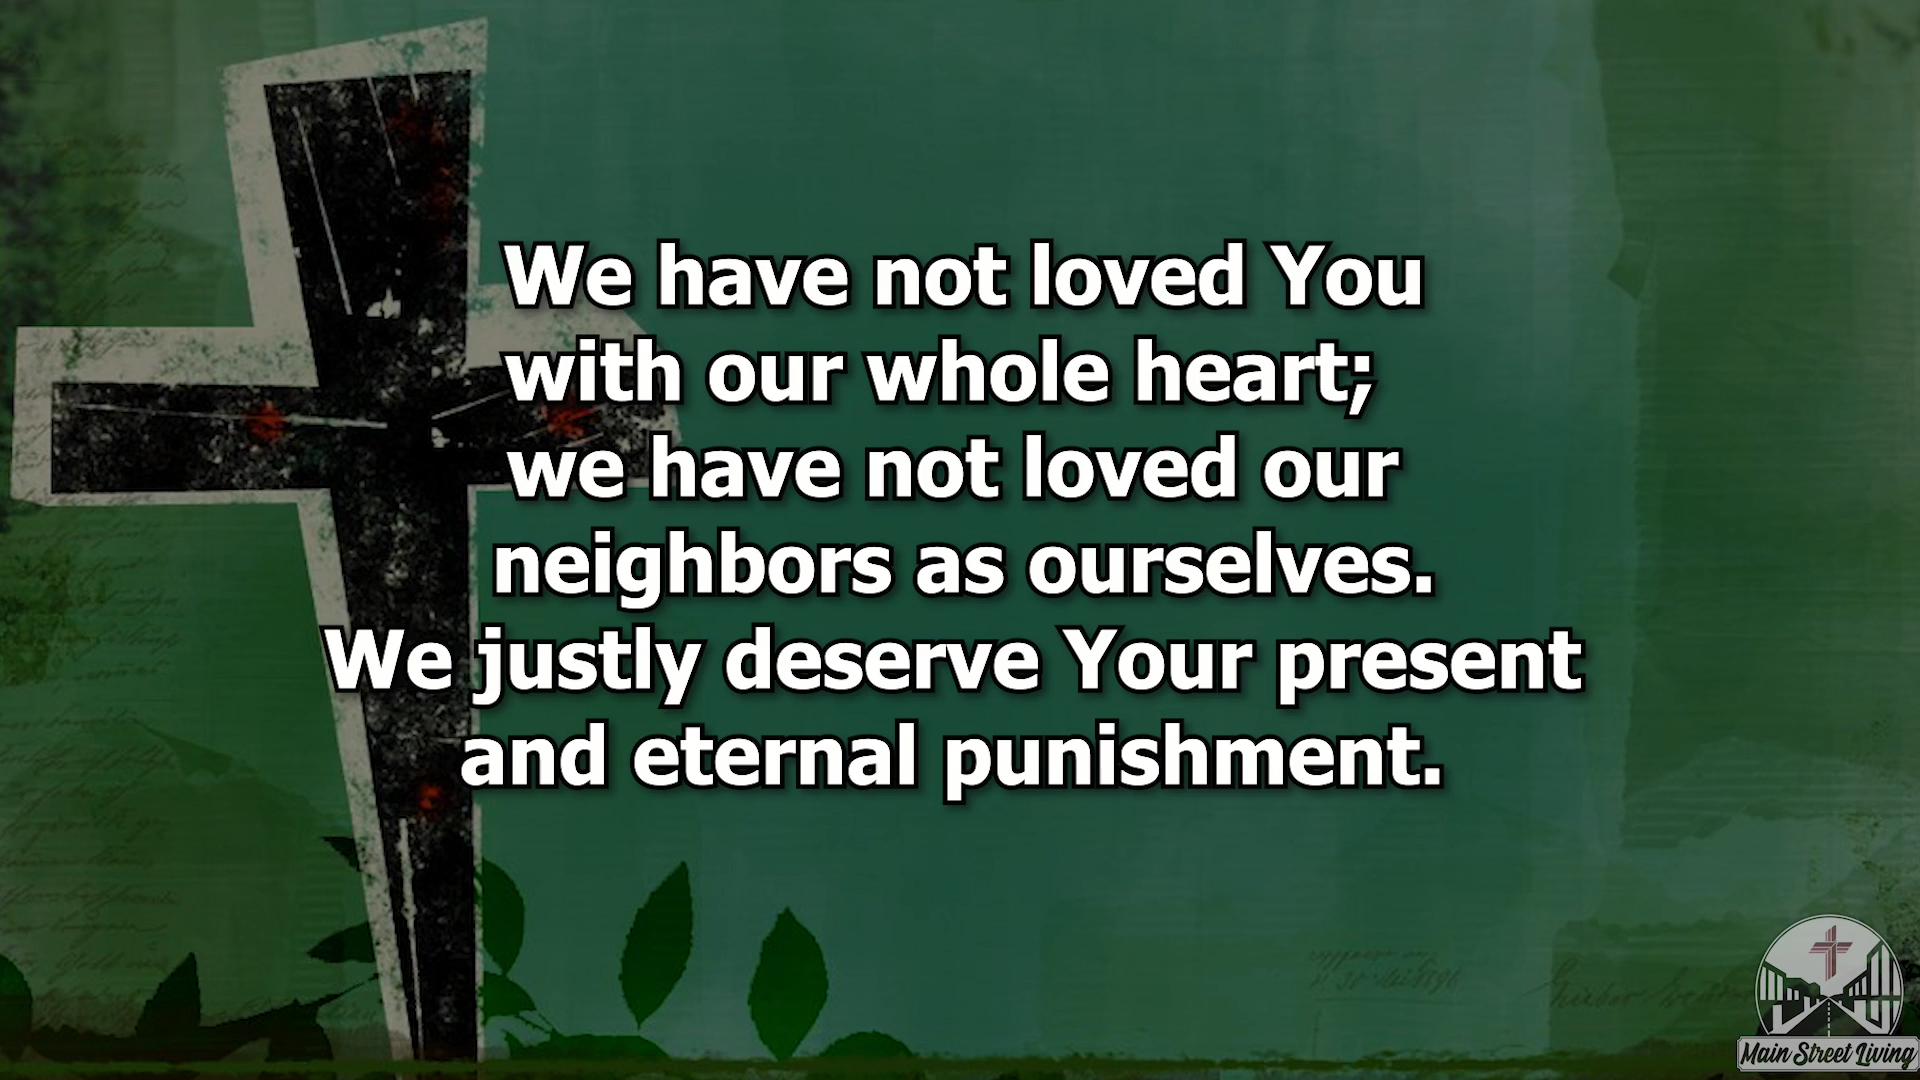 We have not loved You
with our whole heart;
we have not loved our
neighbors as ourselves.
We justly deserve Your present
and eternal punishment.
Main Street Living